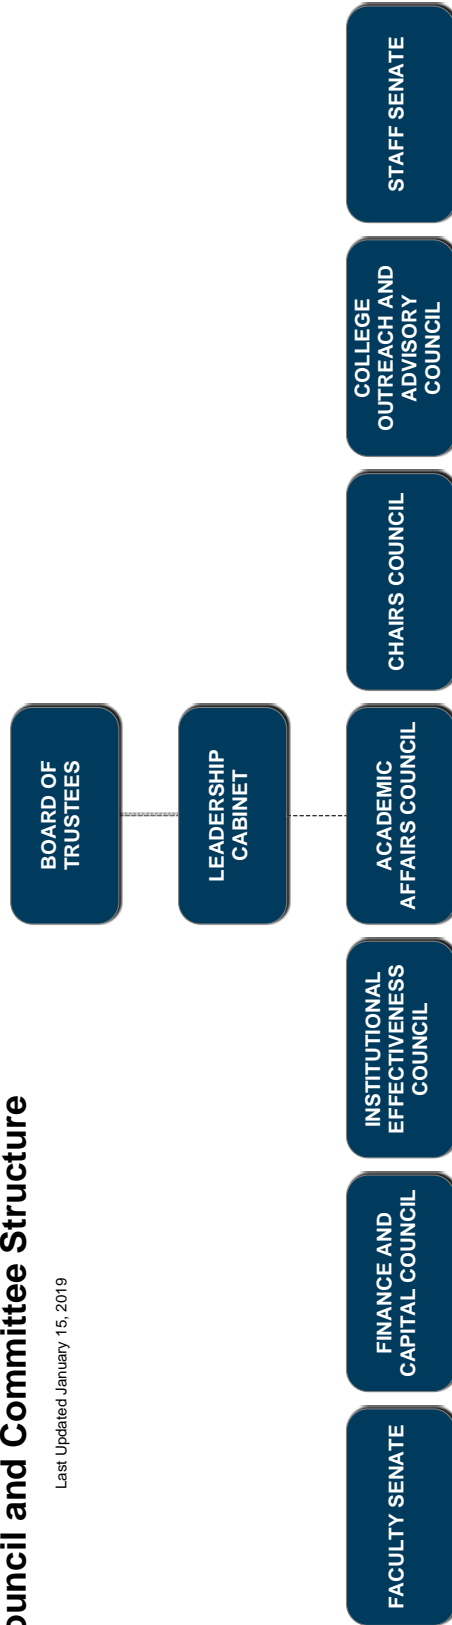 ouncil and Committee Structure
Last Updated January 15, 2019
BOARD OF
TRUSTEES
LEADERSHIP
CABINET
FACULTY SENATE
FINANCE AND
CAPITAL COUNCIL
INSTITUTIONAL
EFFECTIVENESS
COUNCIL
ACADEMIC
AFFAIRS COUNCIL
CHAIRS COUNCIL
COLLEGE
OUTREACH AND
ADVISORY
COUNCIL
STAFF SENATE